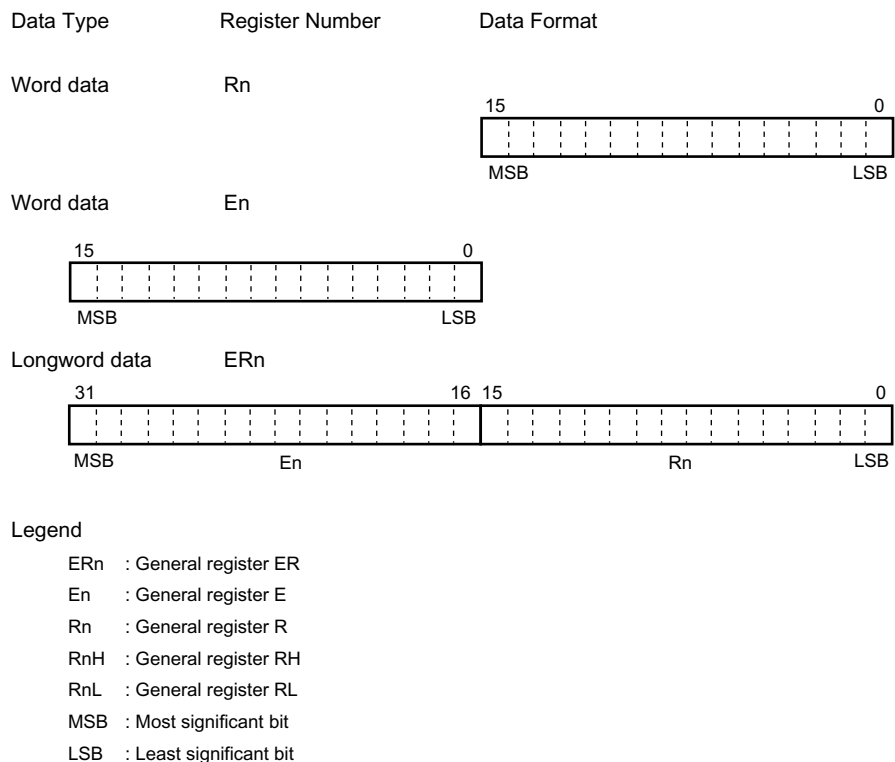 Data Type Register Number Data Format
Word data Rn
15 0
MSB LSB
Word data En
15 0
MSB LSB
Longword data ERn
31 16 15 0
MSB En Rn LSB
Legend
ERn : General register ER
En : General register E
Rn : General register R
RnH : General register RH
RnL : General register RL
MSB : Most significant bit
LSB : Least significant bit